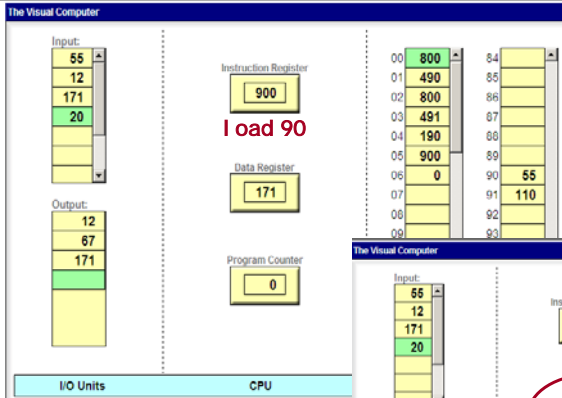 The Visual Computer
Input:
55
12
171
20
Output:
12
67
171
Instruction Register
900
load 90
Data Register
171
Program Counter
0
00 800
01 490
02 800
03 491
04 190
05 900
06 0
07
08
09
84
85
86
87
88
89
90 55
91 110
92
93
I/O Units
CPU
The Visual Computer
Input:
55
12
171
20
Ins